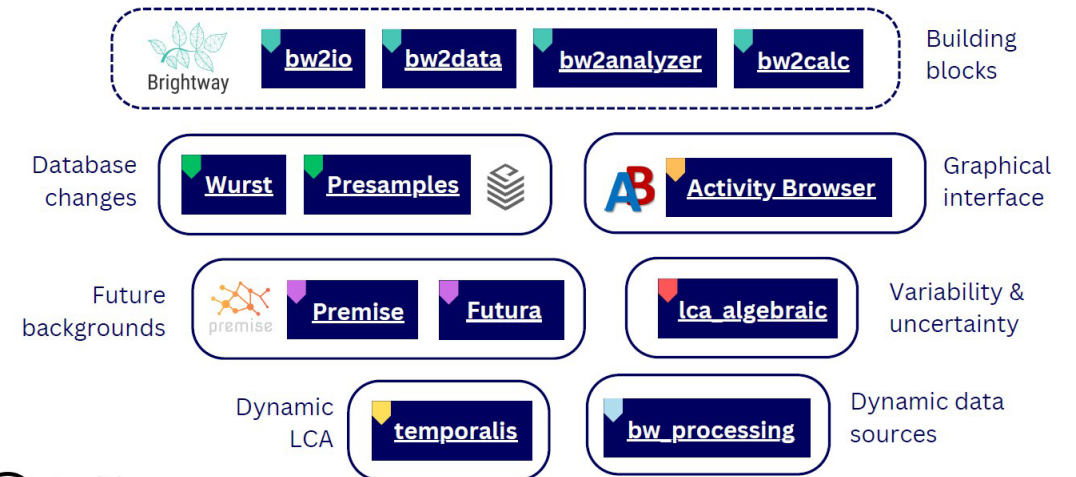 Brightway
bw2io
bw2data
bw2analyzer
bw2calc
Building
blocks
Database
changes
Wurst
Presamples
AB
Activity Browser
Graphical
interface
Future
backgrounds
premise
Premise
Futura
lca_algebraic
Variability &
uncertainty
Dynamic
LCA
temporalis
bw_processing
Dynamic data
sources